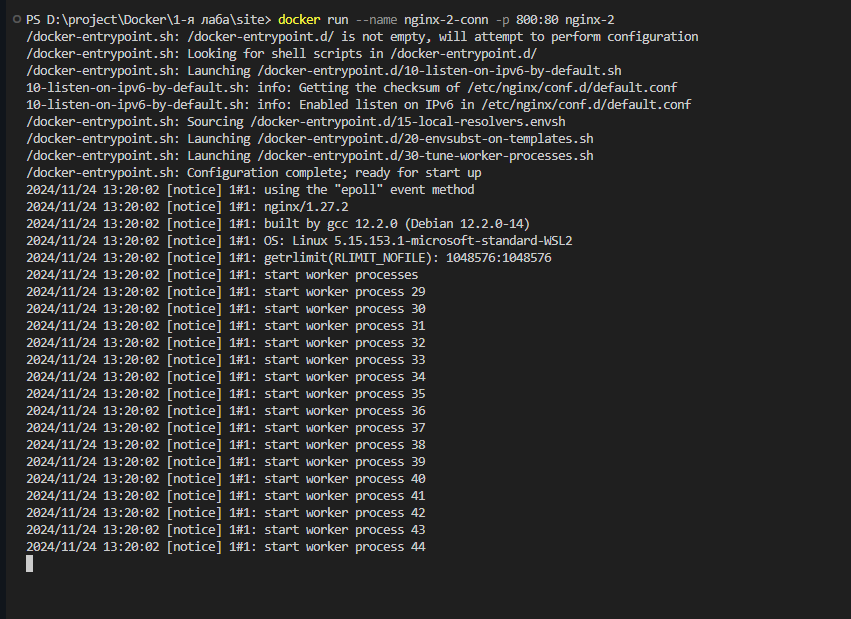 PS D:\project\Docker\1-я лаба\site> docker run --name nginx-2-conn -p 800:80 nginx-2
/docker-entrypoint.sh: /docker-entrypoint.d/ is not empty, will attempt to perform configuration
/docker-entrypoint.sh: Looking for shell scripts in /docker-entrypoint.d/
/docker-entrypoint.sh: Launching /docker-entrypoint.d/10-listen-on-ipv6-by-default.sh
10-listen-on-ipv6-by-default.sh: info: Getting the checksum of /etc/nginx/conf.d/default.conf
10-listen-on-ipv6-by-default.sh: info: Enabled listen on IPv6 in /etc/nginx/conf.d/default.conf
/docker-entrypoint.sh: Sourcing /docker-entrypoint.d/15-local-resolvers.envsh
/docker-entrypoint.sh: Launching /docker-entrypoint.d/20-envsubst-on-templates.sh
/docker-entrypoint.sh: Launching /docker-entrypoint.d/30-tune-worker-processes.sh
/docker-entrypoint.sh: Configuration complete; ready for start up
2024/11/24 13:20:02 [notice] 1#1: using the "epoll" event method
2024/11/24 13:20:02 [notice] 1#1: nginx/1.27.2
2024/11/24 13:20:02 [notice] 1#1: built by gcc 12.2.0 (Debian 12.2.0-14)
2024/11/24 13:20:02 [notice] 1#1: OS: Linux 5.15.153.1-microsoft-standard-WSL2
2024/11/24 13:20:02 [notice] 1#1: getrlimit(RLIMIT_NOFILE): 1048576:1048576
2024/11/24 13:20:02 [notice] 1#1: start worker processes
2024/11/24 13:20:02 [notice] 1#1: start worker process 29
2024/11/24 13:20:02 [notice] 1#1: start worker process 30
2024/11/24 13:20:02 [notice] 1#1: start worker process 31
2024/11/24 13:20:02 [notice] 1#1: start worker process 32
2024/11/24 13:20:02 [notice] 1#1: start worker process 33
2024/11/24 13:20:02 [notice] 1#1: start worker process 34
2024/11/24 13:20:02 [notice] 1#1: start worker process 35
2024/11/24 13:20:02 [notice] 1#1: start worker process 36
2024/11/24 13:20:02 [notice] 1#1: start worker process 37
2024/11/24 13:20:02 [notice] 1#1: start worker process 38
2024/11/24 13:20:02 [notice] 1#1: start worker process 39
2024/11/24 13:20:02 [notice] 1#1: start worker process 40
2024/11/24 13:20:02 [notice] 1#1: start worker process 41
2024/11/24 13:20:02 [notice] 1#1: start worker process 42
2024/11/24 13:20:02 [notice] 1#1: start worker process 43
2024/11/24 13:20:02 [notice] 1#1: start worker process 44